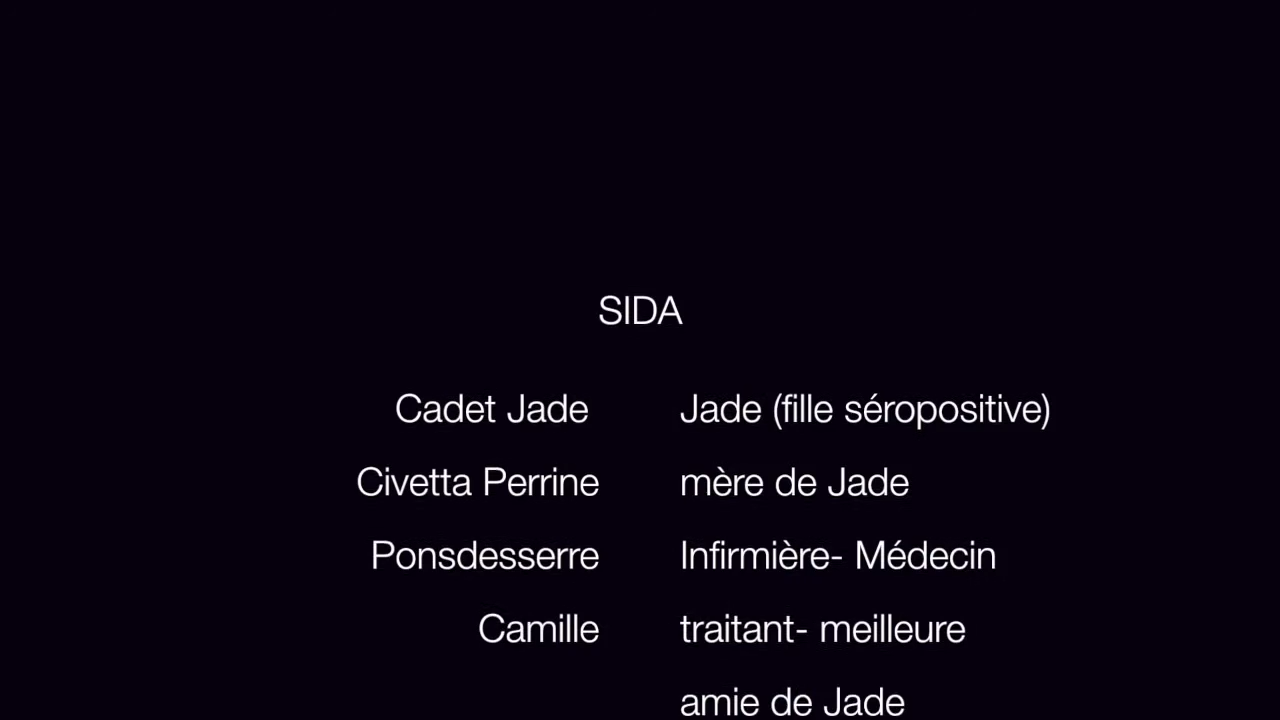 SIDA
Cadet Jade Jade (fille séropositive)
Civetta Perrine mère de Jade
Ponsdesserre Infirmière- Médecin
Camille traitant- meilleure
amie de Jade